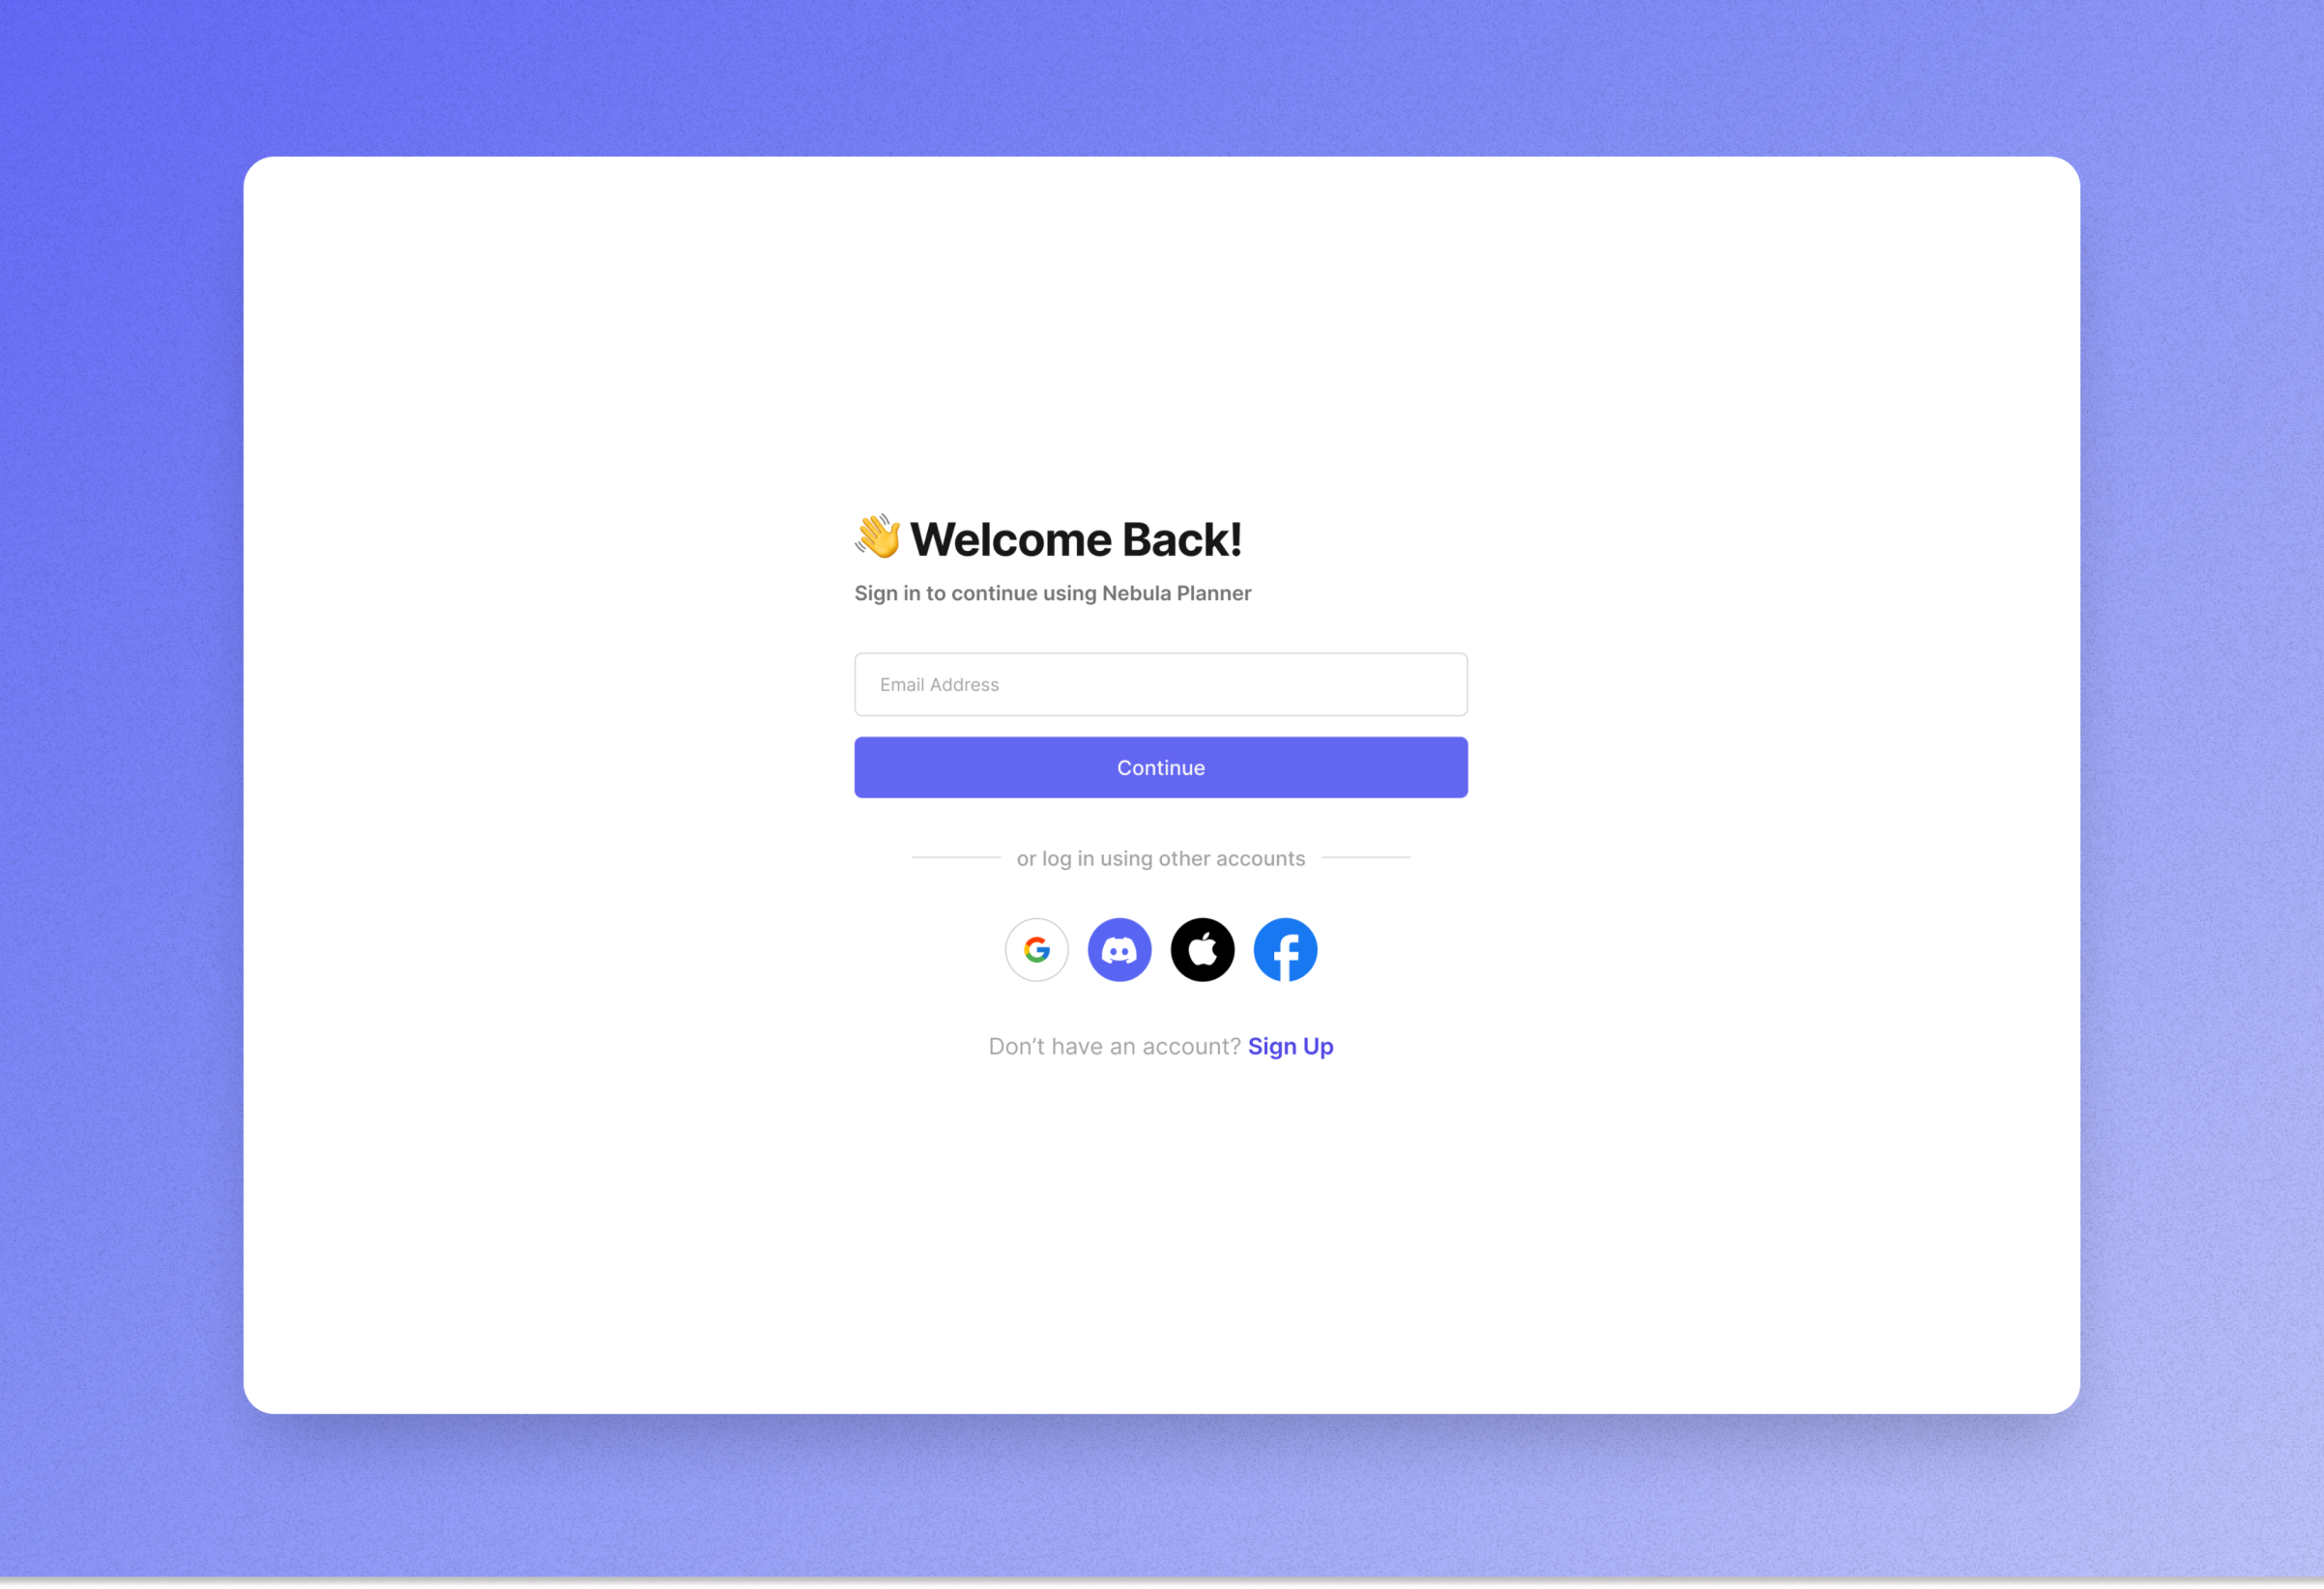 👋 Welcome Back!
Sign in to continue using Nebula Planner
Email Address
Continue
or log in using other accounts
Don’t have an account? Sign Up